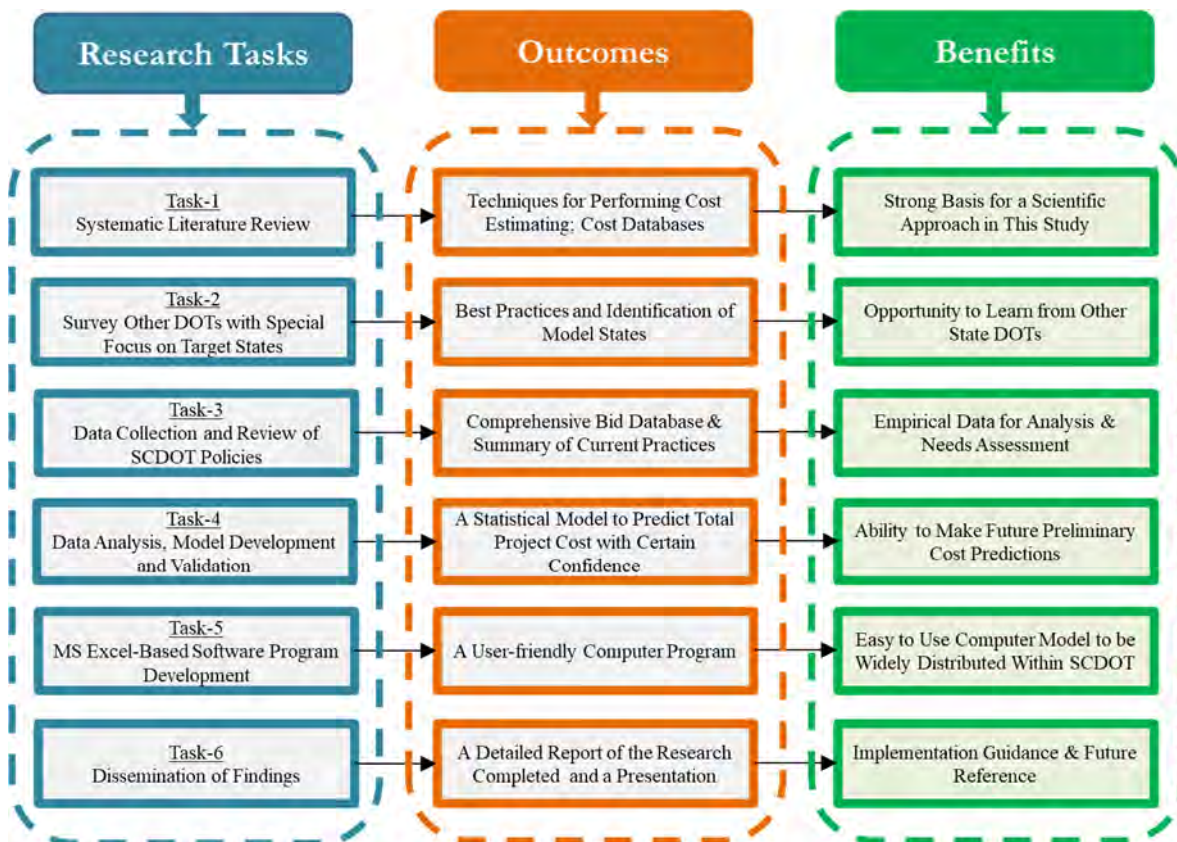 Research Tasks
Outcomes
Benefits
Task-1
Systematic Literature Review
Techniques for Performing Cost
Estimating; Cost Databases
Strong Basis for a Scientific
Approach in This Study
Task-2
Survey Other DOTs with Special
Focus on Target States
Best Practices and Identification of
Model States
Opportunity to Learn from Other
State DOTs
Task-3
Data Collection and Review of
SCDOT Policies
Comprehensive Bid Database &
Summary of Current Practices
Empirical Data for Analysis &
Needs Assessment
Task-4
Data Analysis, Model Development
and Validation
A Statistical Model to Predict Total
Project Cost with Certain
Confidence
Ability to Make Future Preliminary
Cost Predictions
Task-5
MS Excel-Based Software Program
Development
A User-friendly Computer Program
Easy to Use Computer Model to be
Widely Distributed Within SCDOT
Task-6
Dissemination of Findings
A Detailed Report of the Research
Completed and a Presentation
Implementation Guidance & Future
Reference